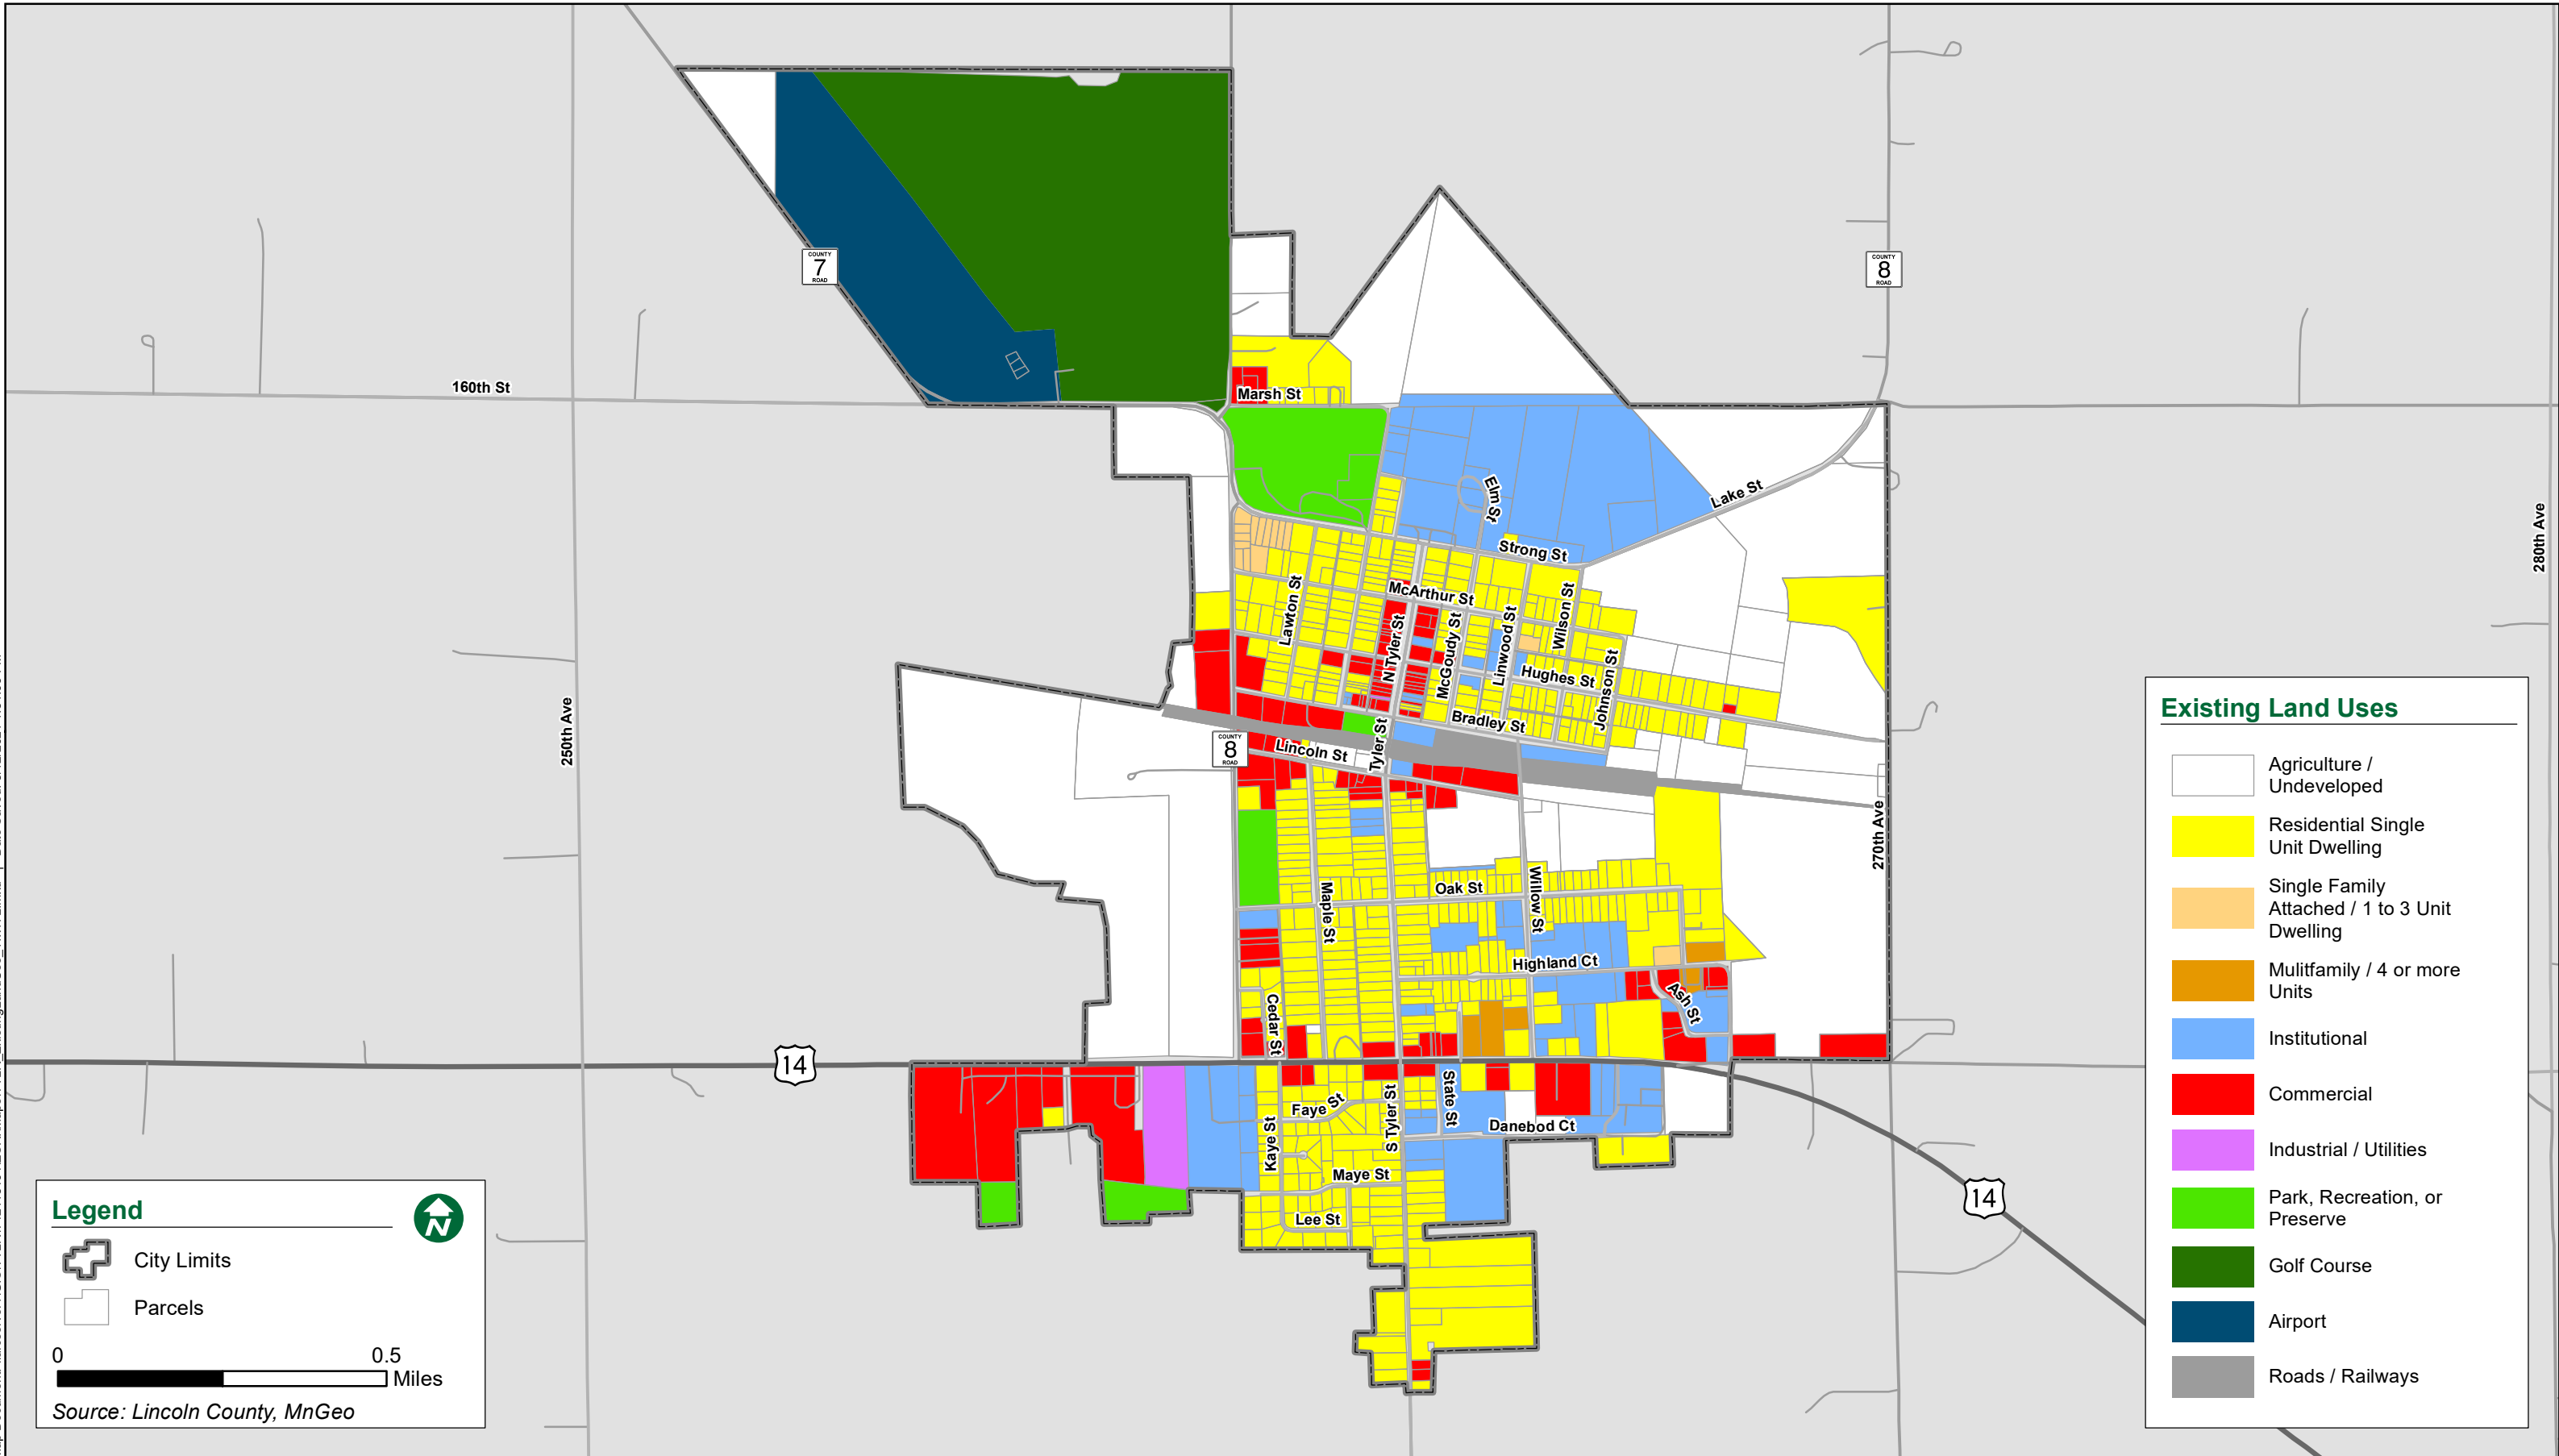 COUNTY
7
ROAD
COUNTY
8
ROAD
160th St
Marsh St
Elm St
Lake St
Strong St
280th Ave
McArthur St
Lawton St
N Tyler St
McGoudy St
Linwood St
Wilson St
Hughes St
Johnson St
Bradley St
250th Ave
Tyler St
COUNTY
8
ROAD
Lincoln St
270th Ave
Oak St
Maple St
Willow St
Highland Ct
Cedar St
Ash St
14
Faye St
State St
S Tyler St
Kaye St
Danebod Ct
Maye St
Lee St
14
Legend
N
City Limits
Parcels
0
0.5
Miles
Source: Lincoln County, MnGeo
Existing Land Uses
Agriculture /
Undeveloped
Residential Single
Unit Dwelling
Single Family
Attached / 1 to 3 Unit
Dwelling
Mulitfamily / 4 or more
Units
Institutional
Commercial
Industrial / Utilities
Park, Recreation, or
Preserve
Golf Course
Airport
Roads / Railways